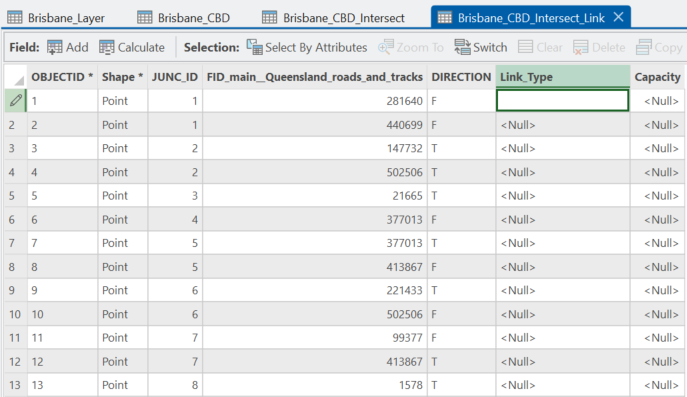 Brisbane_Layer Brisbane_CBD Brisbane_CBD_Intersect Brisbane_CBD_Intersect_Link
Field: Add Calculate Selection: Select By Attributes Zoom To Switch Clear Delete Copy
OBJECTID * Shape * JUNC_ID FID_main__Queensland_roads_and_tracks DIRECTION Link_Type Capacity
1 Point 1 281640 F <Null>
2 2 Point 1 440699 F <Null> <Null>
3 3 Point 2 147732 T <Null> <Null>
4 4 Point 2 502506 T <Null> <Null>
5 5 Point 3 21665 T <Null> <Null>
6 6 Point 4 377013 F <Null> <Null>
7 7 Point 5 377013 T <Null> <Null>
8 8 Point 5 413867 F <Null> <Null>
9 9 Point 6 221433 T <Null> <Null>
10 10 Point 6 502506 F <Null> <Null>
11 11 Point 7 99377 F <Null> <Null>
12 12 Point 7 413867 T <Null> <Null>
13 13 Point 8 1578 T <Null> <Null>